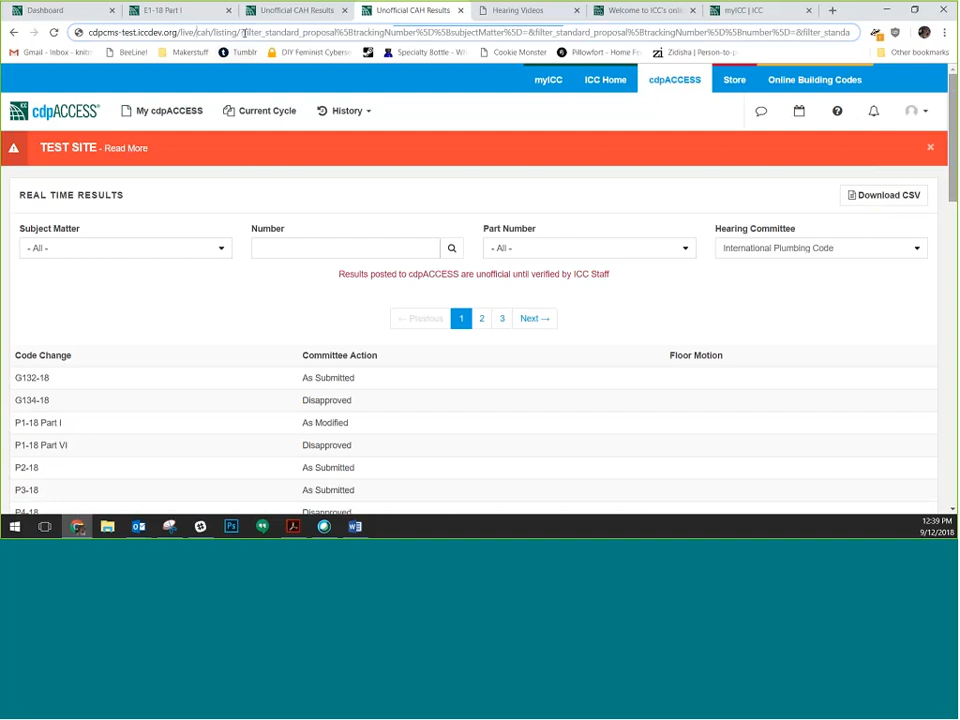 Dashboard
E1-18 Part I
Unofficial CAH Results
Unofficial CAH Results
Hearing Videos
Welcome to ICC's onli
myICC | ICC
cdpcms-test.iccdev.org/live/cah/listing/?filter_standard_proposal%5BtrackingNumber%5D%5BsubjectMatter%5D=&filter_standard_proposal%5BtrackingNumber%5D%5Bnumber%5D=&filter_standa
Gmail - Inbox - knitr
BeeLine!
Makerstuff
Tumblr
DIY Feminist Cyberse
Specialty Bottle - Wh
Cookie Monster
Pillowfort - Home Fe
Zidisha | Person-to-p
Other bookmarks
myICC
ICC Home
cdpACCESS
Store
Online Building Codes
cdpACCESS®
My cdpACCESS
Current Cycle
History
TEST SITE - Read More
REAL TIME RESULTS
Download CSV
Subject Matter
Number
Part Number
Hearing Committee
- All -
- All -
International Plumbing Code
Results posted to cdpACCESS are unofficial until verified by ICC Staff
← Previous 1 2 3 Next →
Code Change Committee Action Floor Motion
G132-18 As Submitted
G134-18 Disapproved
P1-18 Part I As Modified
P1-18 Part VI Disapproved
P2-18 As Submitted
P3-18 As Submitted
P4-18 Disapproved
12:39 PM
9/12/2018